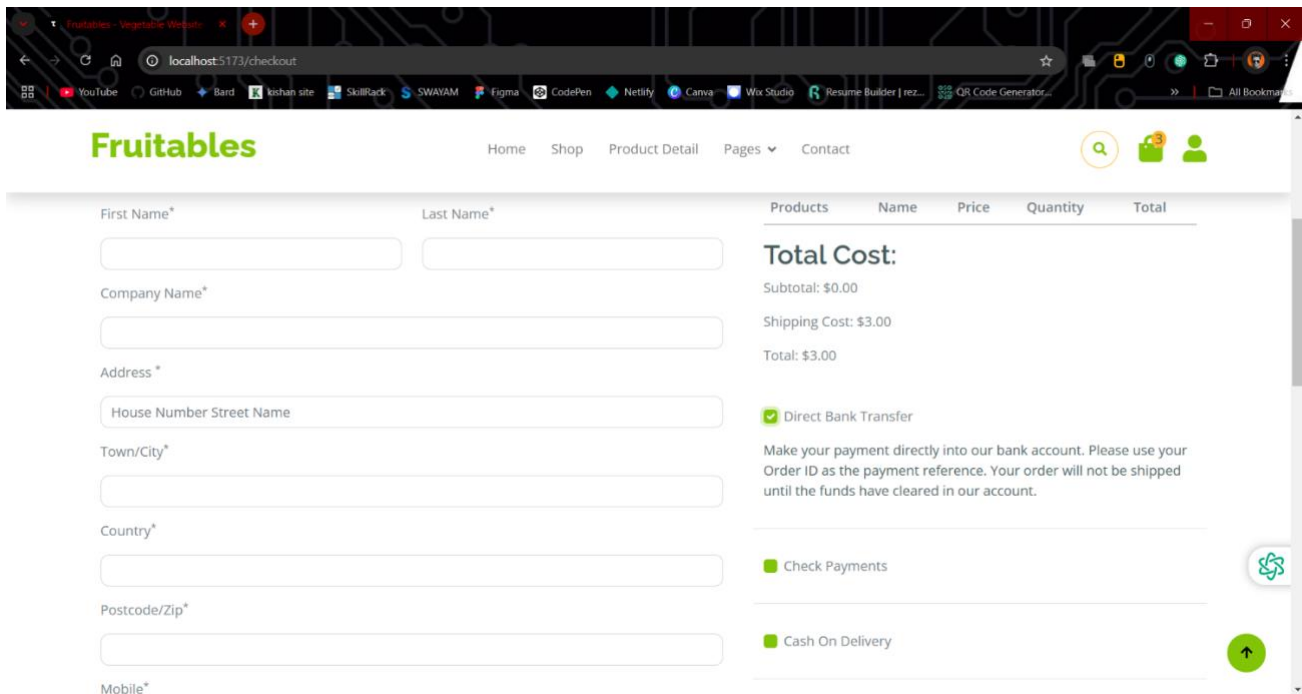 Fruitables - Vegetable Website
localhost:5173/checkout
YouTube GitHub Bard kishan site SkillRack SWAYAM Figma CodePen Netlify Canva Wix Studio Resume Builder | rez... QR Code Generator... » All Bookmarks
Fruitables
Home Shop Product Detail Pages Contact
3
First Name*
Last Name*
Company Name*
Address *
House Number Street Name
Town/City*
Country*
Postcode/Zip*
Mobile*
Products Name Price Quantity Total
Total Cost:
Subtotal: $0.00
Shipping Cost: $3.00
Total: $3.00
Direct Bank Transfer
Make your payment directly into our bank account. Please use your
Order ID as the payment reference. Your order will not be shipped
until the funds have cleared in our account.
Check Payments
Cash On Delivery